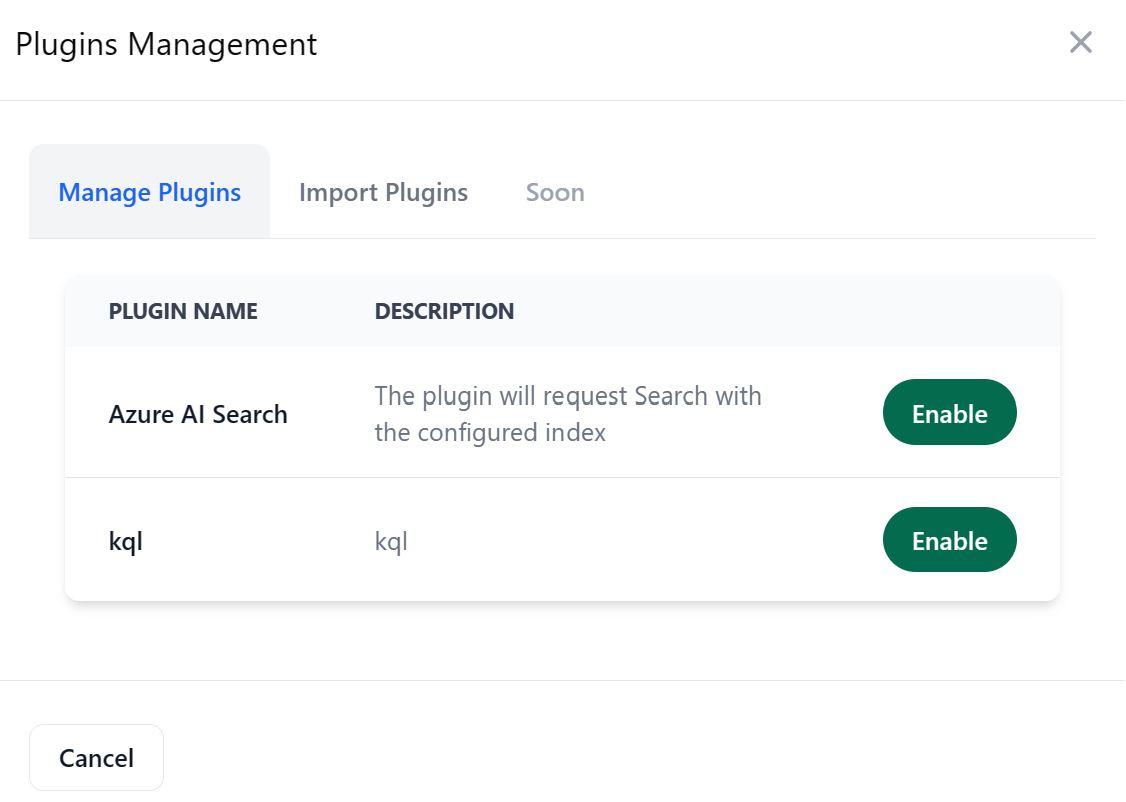 Plugins Management
Manage Plugins
Import Plugins
Soon
PLUGIN NAME
DESCRIPTION
Azure AI Search
The plugin will request Search with
the configured index
Enable
kql
kql
Enable
Cancel